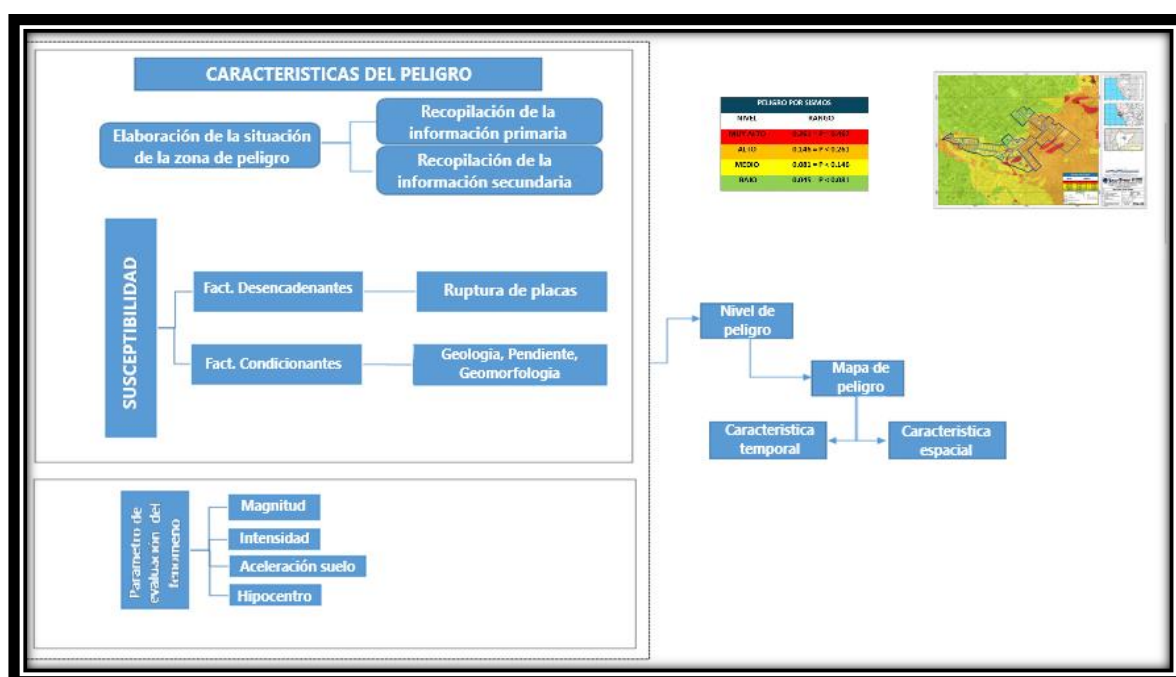 CARACTERISTICAS DEL PELIGRO
Elaboración de la situación
de la zona de peligro
Recopilación de la
información primaria
Recopilación de la
información secundaria
SUSCEPTIBILIDAD
Fact. Desencadenantes
Ruptura de placas
Fact. Condicionantes
Geologia, Pendiente,
Geomorfologia
Parametro de
evaluación del
fenomeno
Magnitud
Intensidad
Aceleración suelo
Hipocentro
PELIGRO POR SISMOS
NIVEL RANGO
MUY ALTO
ALTO
MEDIO
BAJO
Nivel de
peligro
Mapa de
peligro
Caracteristica
temporal
Caracteristica
espacial